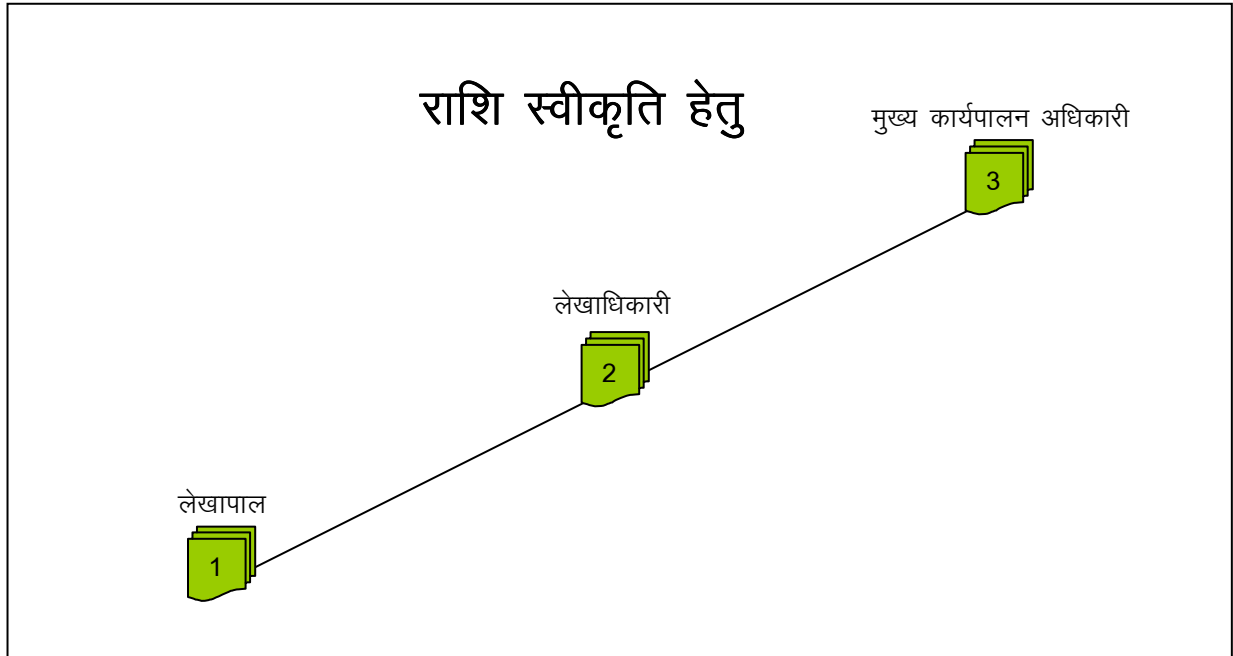 राशि स्वीकृति हेतु
मुख्य कार्यपालन अधिकारी
3
लेखाधिकारी
2
लेखापाल
1